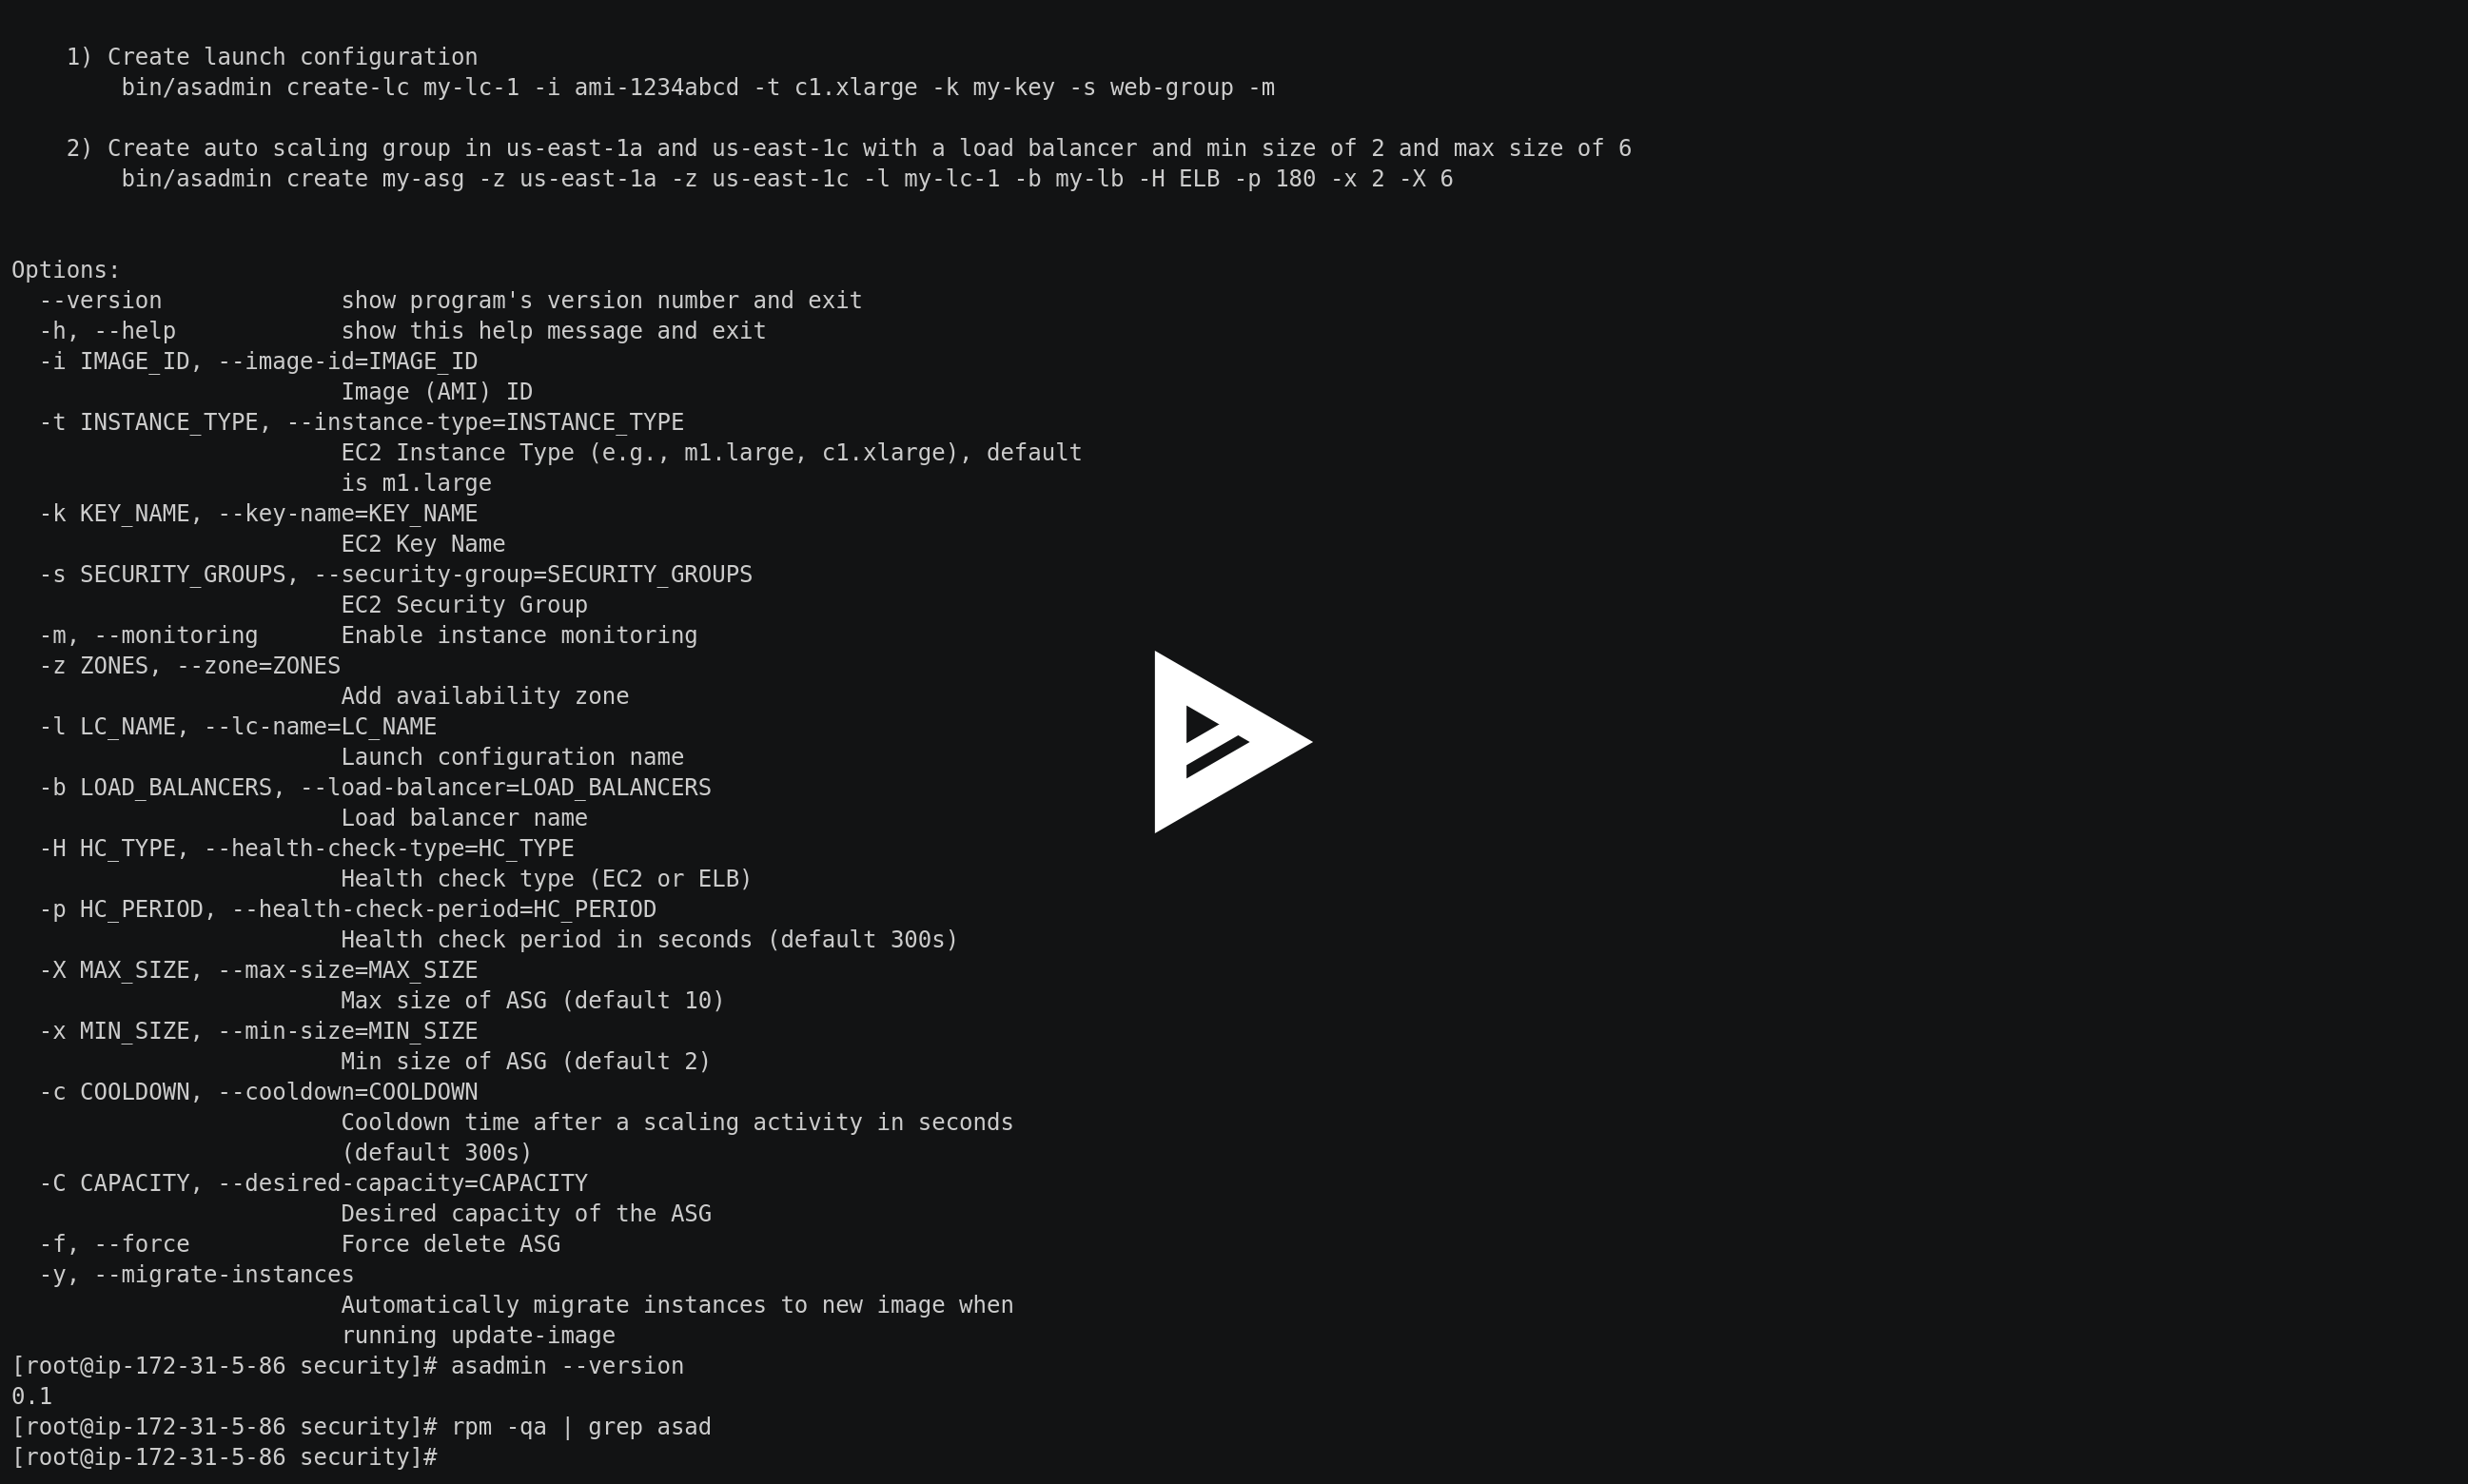 1) Create launch configuration
        bin/asadmin create-lc my-lc-1 -i ami-1234abcd -t c1.xlarge -k my-key -s web-group -m

    2) Create auto scaling group in us-east-1a and us-east-1c with a load balancer and min size of 2 and max size of 6
        bin/asadmin create my-asg -z us-east-1a -z us-east-1c -l my-lc-1 -b my-lb -H ELB -p 180 -x 2 -X 6


Options:
  --version             show program's version number and exit
  -h, --help            show this help message and exit
  -i IMAGE_ID, --image-id=IMAGE_ID
                        Image (AMI) ID
  -t INSTANCE_TYPE, --instance-type=INSTANCE_TYPE
                        EC2 Instance Type (e.g., m1.large, c1.xlarge), default
                        is m1.large
  -k KEY_NAME, --key-name=KEY_NAME
                        EC2 Key Name
  -s SECURITY_GROUPS, --security-group=SECURITY_GROUPS
                        EC2 Security Group
  -m, --monitoring      Enable instance monitoring
  -z ZONES, --zone=ZONES
                        Add availability zone
  -l LC_NAME, --lc-name=LC_NAME
                        Launch configuration name
  -b LOAD_BALANCERS, --load-balancer=LOAD_BALANCERS
                        Load balancer name
  -H HC_TYPE, --health-check-type=HC_TYPE
                        Health check type (EC2 or ELB)
  -p HC_PERIOD, --health-check-period=HC_PERIOD
                        Health check period in seconds (default 300s)
  -X MAX_SIZE, --max-size=MAX_SIZE
                        Max size of ASG (default 10)
  -x MIN_SIZE, --min-size=MIN_SIZE
                        Min size of ASG (default 2)
  -c COOLDOWN, --cooldown=COOLDOWN
                        Cooldown time after a scaling activity in seconds
                        (default 300s)
  -C CAPACITY, --desired-capacity=CAPACITY
                        Desired capacity of the ASG
  -f, --force           Force delete ASG
  -y, --migrate-instances
                        Automatically migrate instances to new image when
                        running update-image
[root@ip-172-31-5-86 security]# asadmin --version
0.1
[root@ip-172-31-5-86 security]# rpm -qa | grep asad
[root@ip-172-31-5-86 security]#